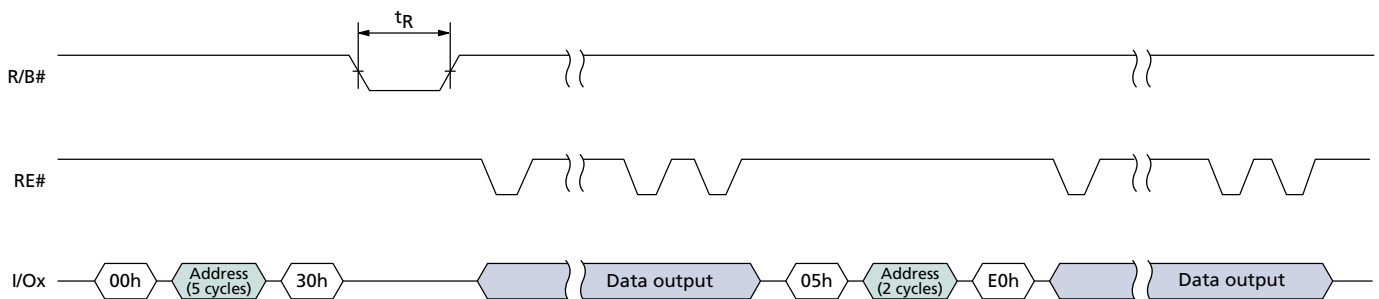 tR
R/B#
RE#
I/Ox
00h
Address
(5 cycles)
30h
Data output
05h
Address
(2 cycles)
E0h
Data output